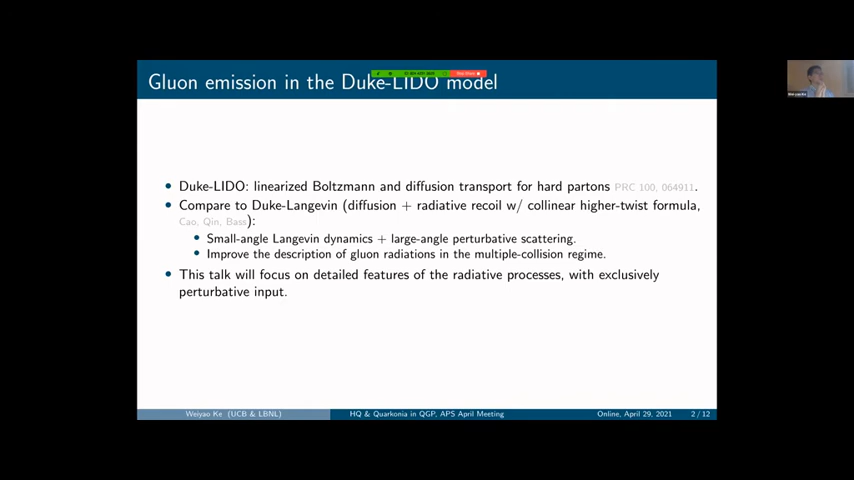 Gluon emission in the Duke-LIDO model
• Duke-LIDO: linearized Boltzmann and diffusion transport for hard partons PRC 100, 064911.
• Compare to Duke-Langevin (diffusion + radiative recoil w/ collinear higher-twist formula,
Cao, Qin, Bass):
• Small-angle Langevin dynamics + large-angle perturbative scattering.
• Improve the description of gluon radiations in the multiple-collision regime.
• This talk will focus on detailed features of the radiative processes, with exclusively
perturbative input.
Weiyao Ke (UCB & LBNL) HQ & Quarkonia in QGP, APS April Meeting Online, April 29, 2021 2 / 12